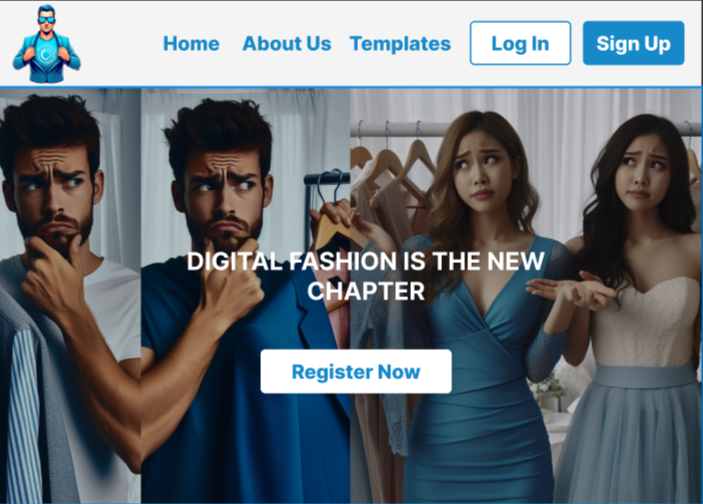 Home About Us Templates Log In Sign Up
DIGITAL FASHION IS THE NEW
CHAPTER
Register Now